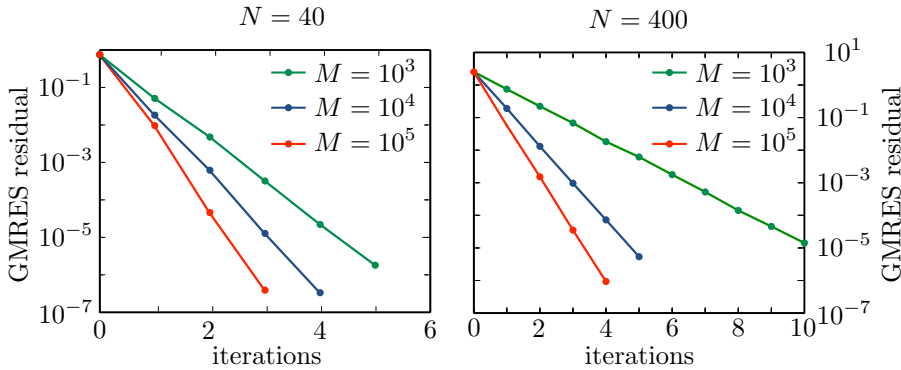 N = 40
GMRES residual
10^{-1}
10^{-3}
10^{-5}
10^{-7}
M = 10^3
M = 10^4
M = 10^5
0 2 4 6
iterations
N = 400
M = 10^3
M = 10^4
M = 10^5
10^1
10^{-1}
10^{-3}
10^{-5}
10^{-7}
GMRES residual
0 2 4 6 8 10
iterations